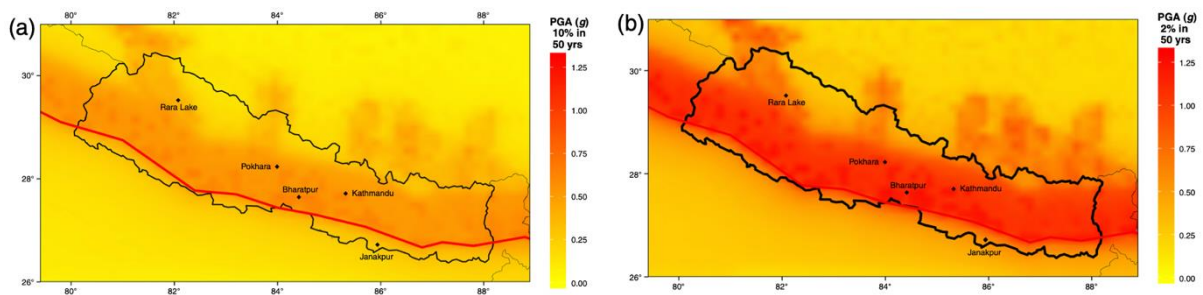 (a)
80°
82°
84°
86°
88°
PGA (g)
10% in
50 yrs
30°
28°
26°
Rara Lake
Pokhara
Bharatpur
Kathmandu
Janakpur
1.25
1.00
0.75
0.50
0.25
0.00
80°
82°
84°
86°
88°
(b)
PGA (g)
2% in
50 yrs
30°
28°
26°
Rara Lake
Pokhara
Bharatpur
Kathmandu
Janakpur
1.25
1.00
0.75
0.50
0.25
0.00
80°
82°
84°
86°
88°